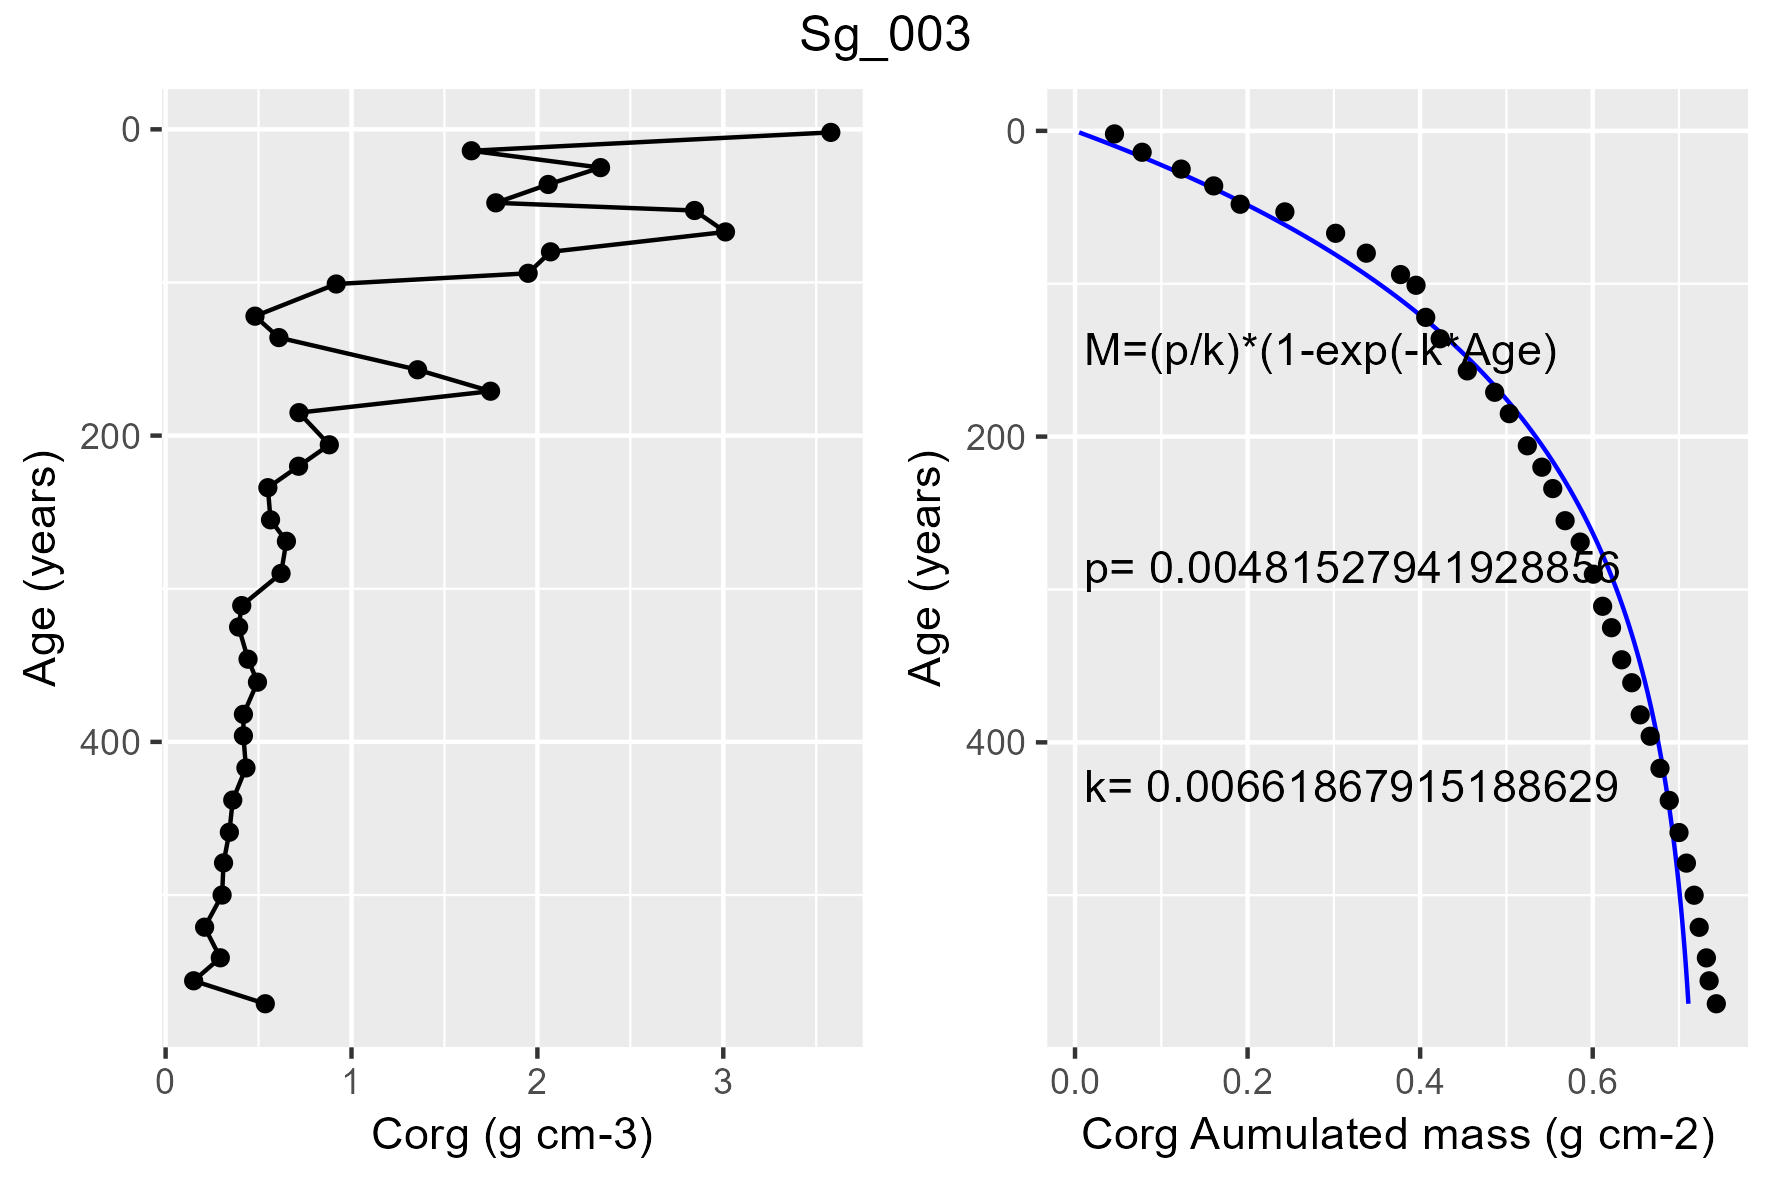 Sg_003
0
200
400
Age (years)
0 1 2 3
Corg (g cm-3)
0
200
400
Age (years)
M=(p/k)*(1-exp(-k*Age)
p= 0.00481527941928856
k= 0.00661867915188629
0.0 0.2 0.4 0.6
Corg Aumulated mass (g cm-2)